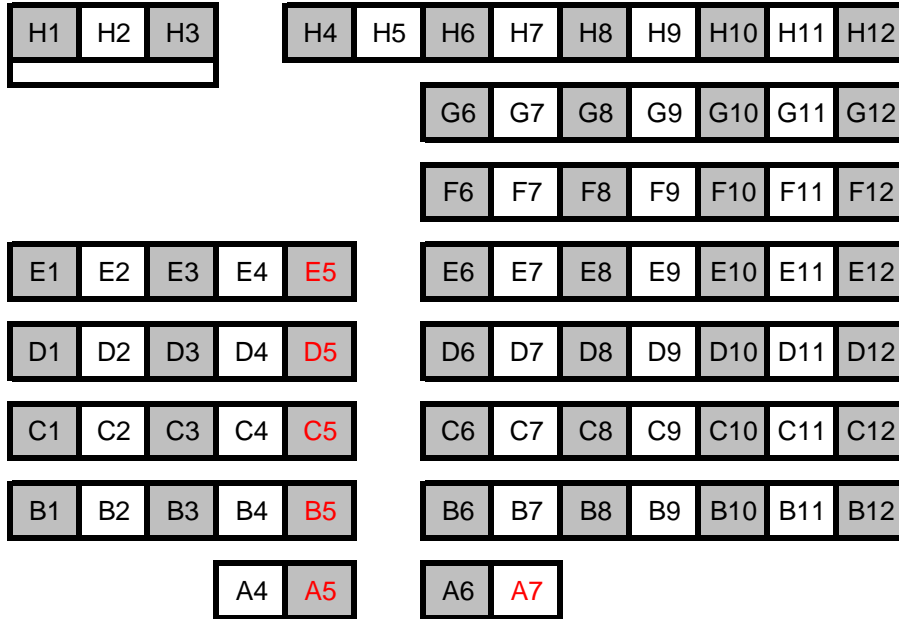 H1 H2 H3 H4 H5 H6 H7 H8 H9 H10 H11 H12
G6 G7 G8 G9 G10 G11 G12
F6 F7 F8 F9 F10 F11 F12
E1 E2 E3 E4 E5 E6 E7 E8 E9 E10 E11 E12
D1 D2 D3 D4 D5 D6 D7 D8 D9 D10 D11 D12
C1 C2 C3 C4 C5 C6 C7 C8 C9 C10 C11 C12
B1 B2 B3 B4 B5 B6 B7 B8 B9 B10 B11 B12
A4 A5 A6 A7